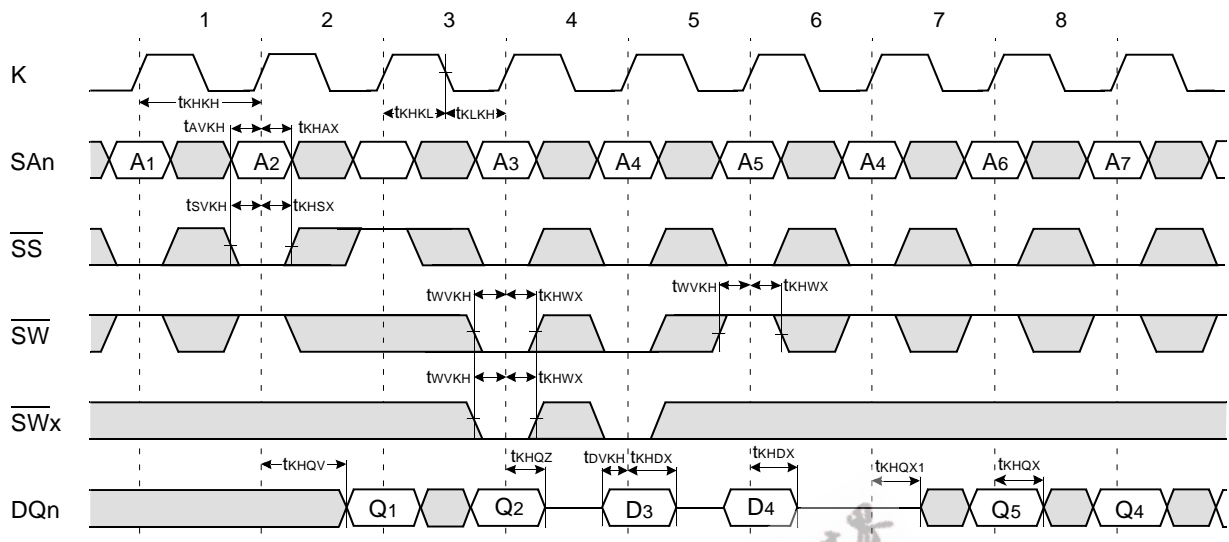 1 2 3 4 5 6 7 8
K
tKHKH tKHKL tKLKH
tAVKH tKHAX
SAn A1 A2 A3 A4 A5 A4 A6 A7
tSVKH tKHSX
SS
tWVKH tKHWX tWVKH tKHWX
SW
tWVKH tKHWX
SWx
tKHQV tKHQZ tDVKH tKHDX tKHDX tKHQX1 tKHQX
DQn Q1 Q2 D3 D4 Q5 Q4